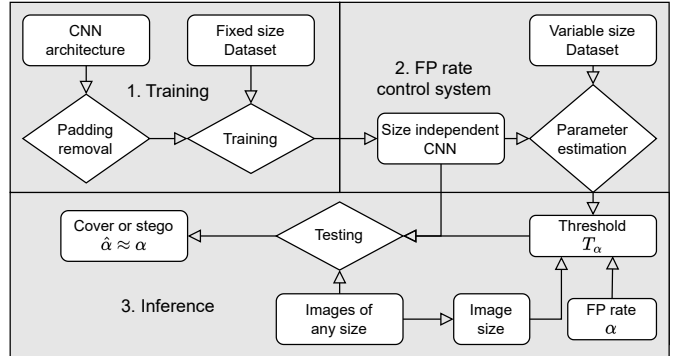 CNN
architecture
Fixed size
Dataset
Variable size
Dataset
1. Training
2. FP rate
control system
Padding
removal
Training
Size independent
CNN
Parameter
estimation
Cover or stego
α̂ ≈ α
Testing
Threshold
Tα
3. Inference
Images of
any size
Image
size
FP rate
α